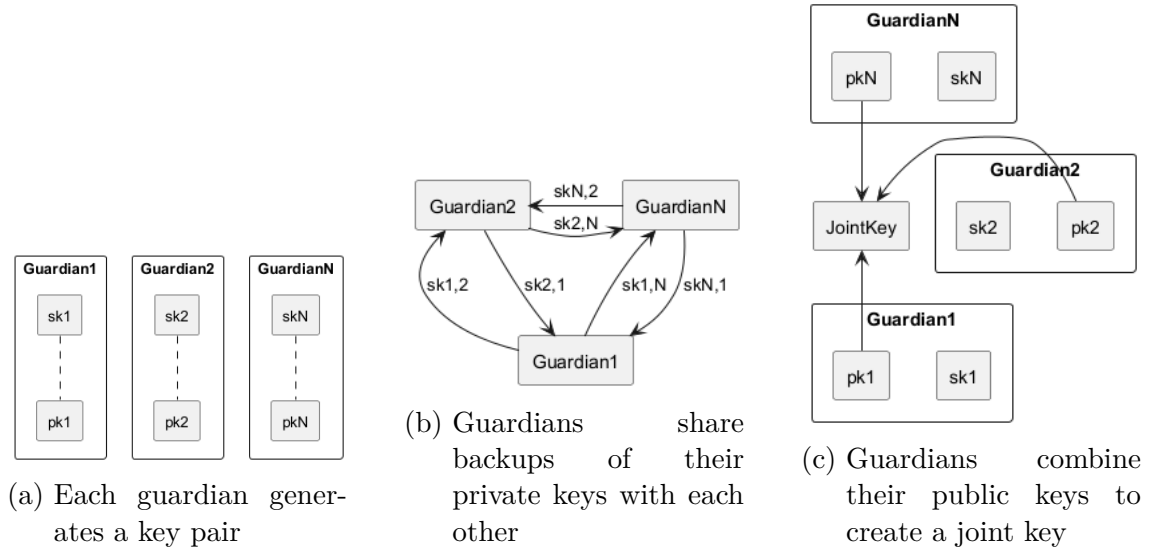 Guardian1
sk1
pk1
Guardian2
sk2
pk2
GuardianN
skN
pkN
(a) Each guardian gener-
ates a key pair
Guardian2
GuardianN
skN,2
sk2,N
sk1,2
sk2,1
sk1,N
skN,1
Guardian1
(b) Guardians share
backups of their
private keys with each
other
GuardianN
pkN
skN
Guardian2
JointKey
sk2
pk2
Guardian1
pk1
sk1
(c) Guardians combine
their public keys to
create a joint key